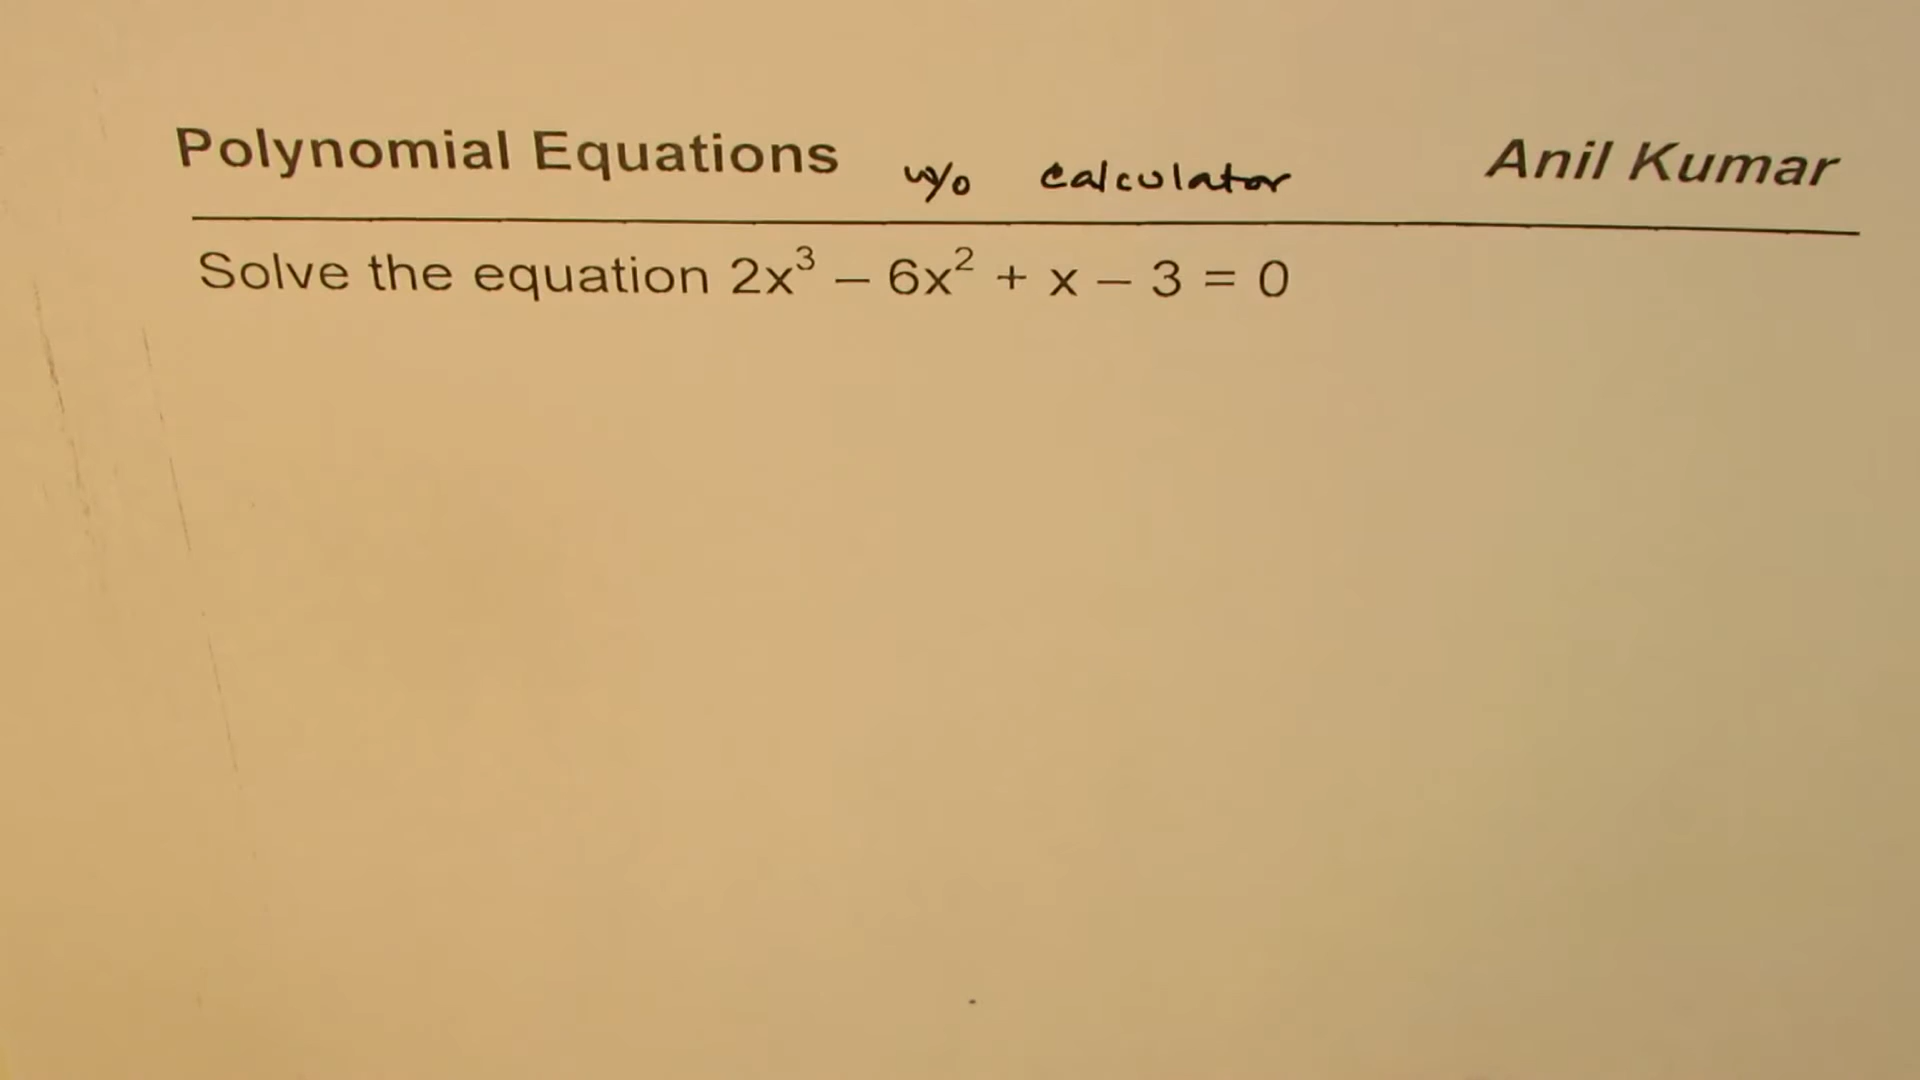 Polynomial Equations w/o calculator Anil Kumar
Solve the equation 2x³ – 6x² + x – 3 = 0